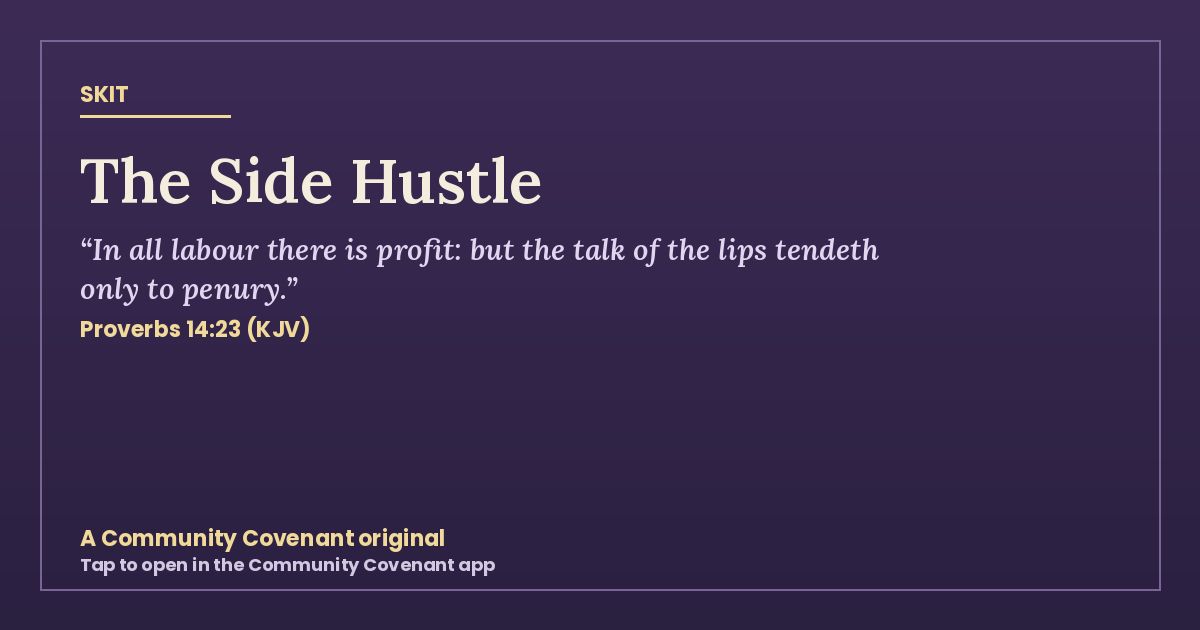 SKIT
The Side Hustle
“In all labour there is profit: but the talk of the lips tendeth
only to penury.”
Proverbs 14:23 (KJV)
A Community Covenant original
Tap to open in the Community Covenant app